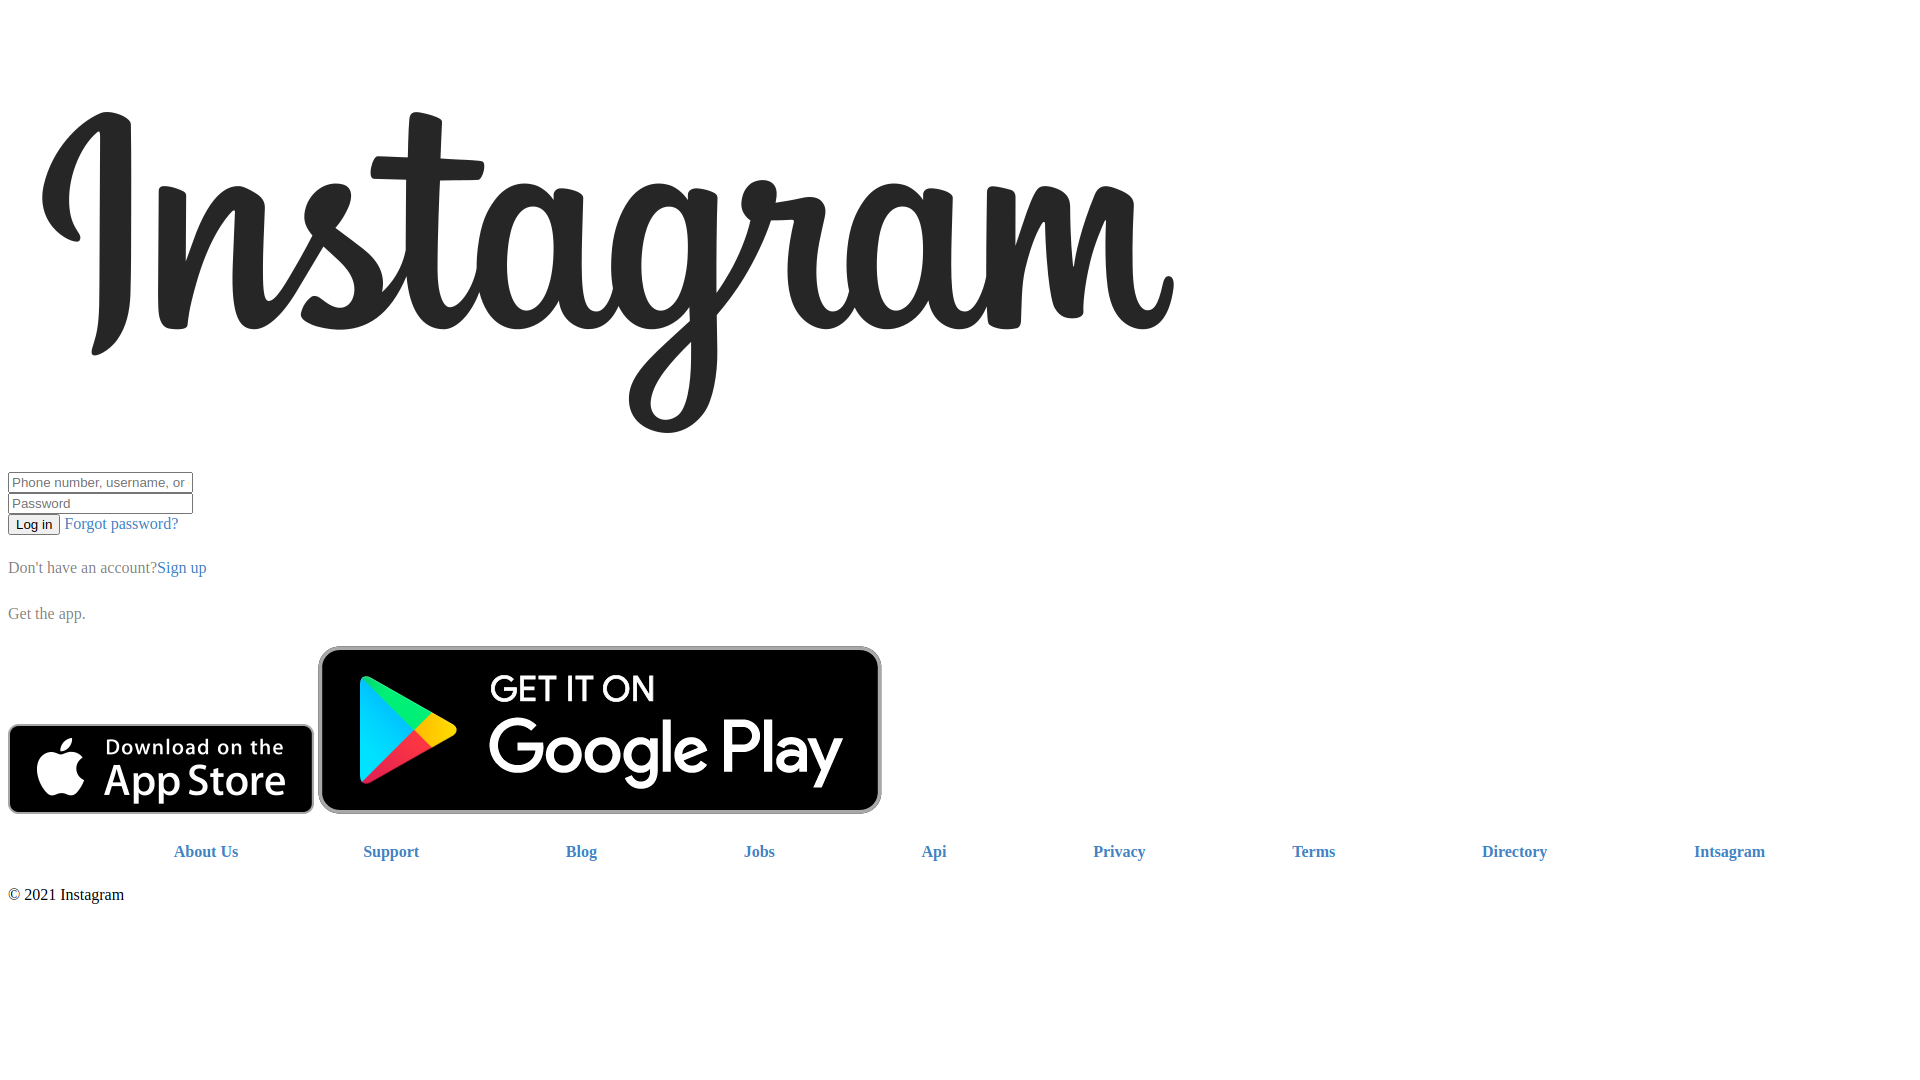 Instagram
Phone number, username, or
Password
Log in Forgot password?
Don't have an account?Sign up
Get the app.
Download on the
App Store
GET IT ON
Google Play
About Us Support Blog Jobs Api Privacy Terms Directory Intsagram
© 2021 Instagram